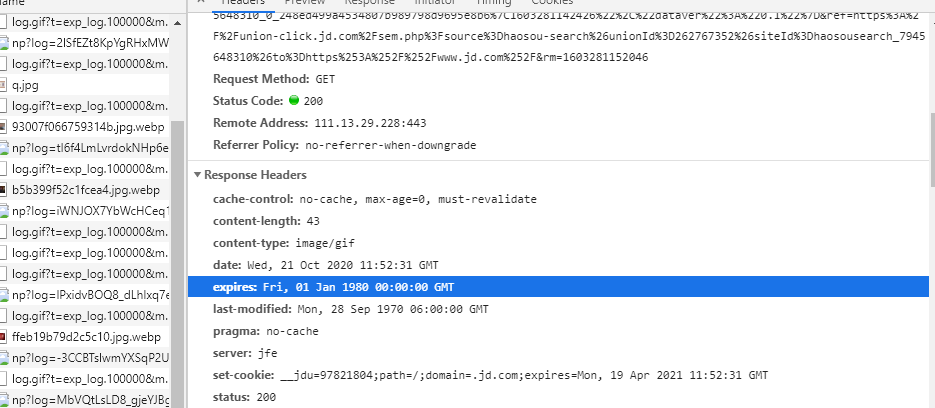 Headers Preview Response Initiator Timing Cookies
5648310_0_248ed499a4534807b989798d9695e8b6%7C1603281142426%22%2C%22dataver%22%3A%220.1%22%7D&ref=https%3A%2
F%2Funion-click.jd.com%2Fsem.php%3Fsource%3Dhaosou-search%26unionId%3D262767352%26siteId%3Dhaosousearch_7945
648310%26to%3Dhttps%253A%252F%252Fwww.jd.com%252F&rm=1603281152046
Request Method: GET
Status Code: 200
Remote Address: 111.13.29.228:443
Referrer Policy: no-referrer-when-downgrade
Response Headers
cache-control: no-cache, max-age=0, must-revalidate
content-length: 43
content-type: image/gif
date: Wed, 21 Oct 2020 11:52:31 GMT
expires: Fri, 01 Jan 1980 00:00:00 GMT
last-modified: Mon, 28 Sep 1970 06:00:00 GMT
pragma: no-cache
server: jfe
set-cookie: __jdu=97821804;path=/;domain=.jd.com;expires=Mon, 19 Apr 2021 11:52:31 GMT
status: 200
log.gif?t=exp_log.100000&m.
np?log=2ISfEZt8KpYgRHxMW
log.gif?t=exp_log.100000&m.
q.jpg
log.gif?t=exp_log.100000&m.
93007f066759314b.jpg.webp
np?log=tl6f4LmLvrdokNHp6e
log.gif?t=exp_log.100000&m.
b5b399f52c1fcea4.jpg.webp
np?log=iWNJOX7YbWcHCeq1
log.gif?t=exp_log.100000&m.
log.gif?t=exp_log.100000&m.
log.gif?t=exp_log.100000&m.
np?log=IPxidvBOQ8_dLhlxq7e
log.gif?t=exp_log.100000&m.
ffeb19b79d2c5c10.jpg.webp
np?log=-3CCBTslwmYXSqP2U
log.gif?t=exp_log.100000&m.
np?log=MbVQtLsLD8_gjeYJBg